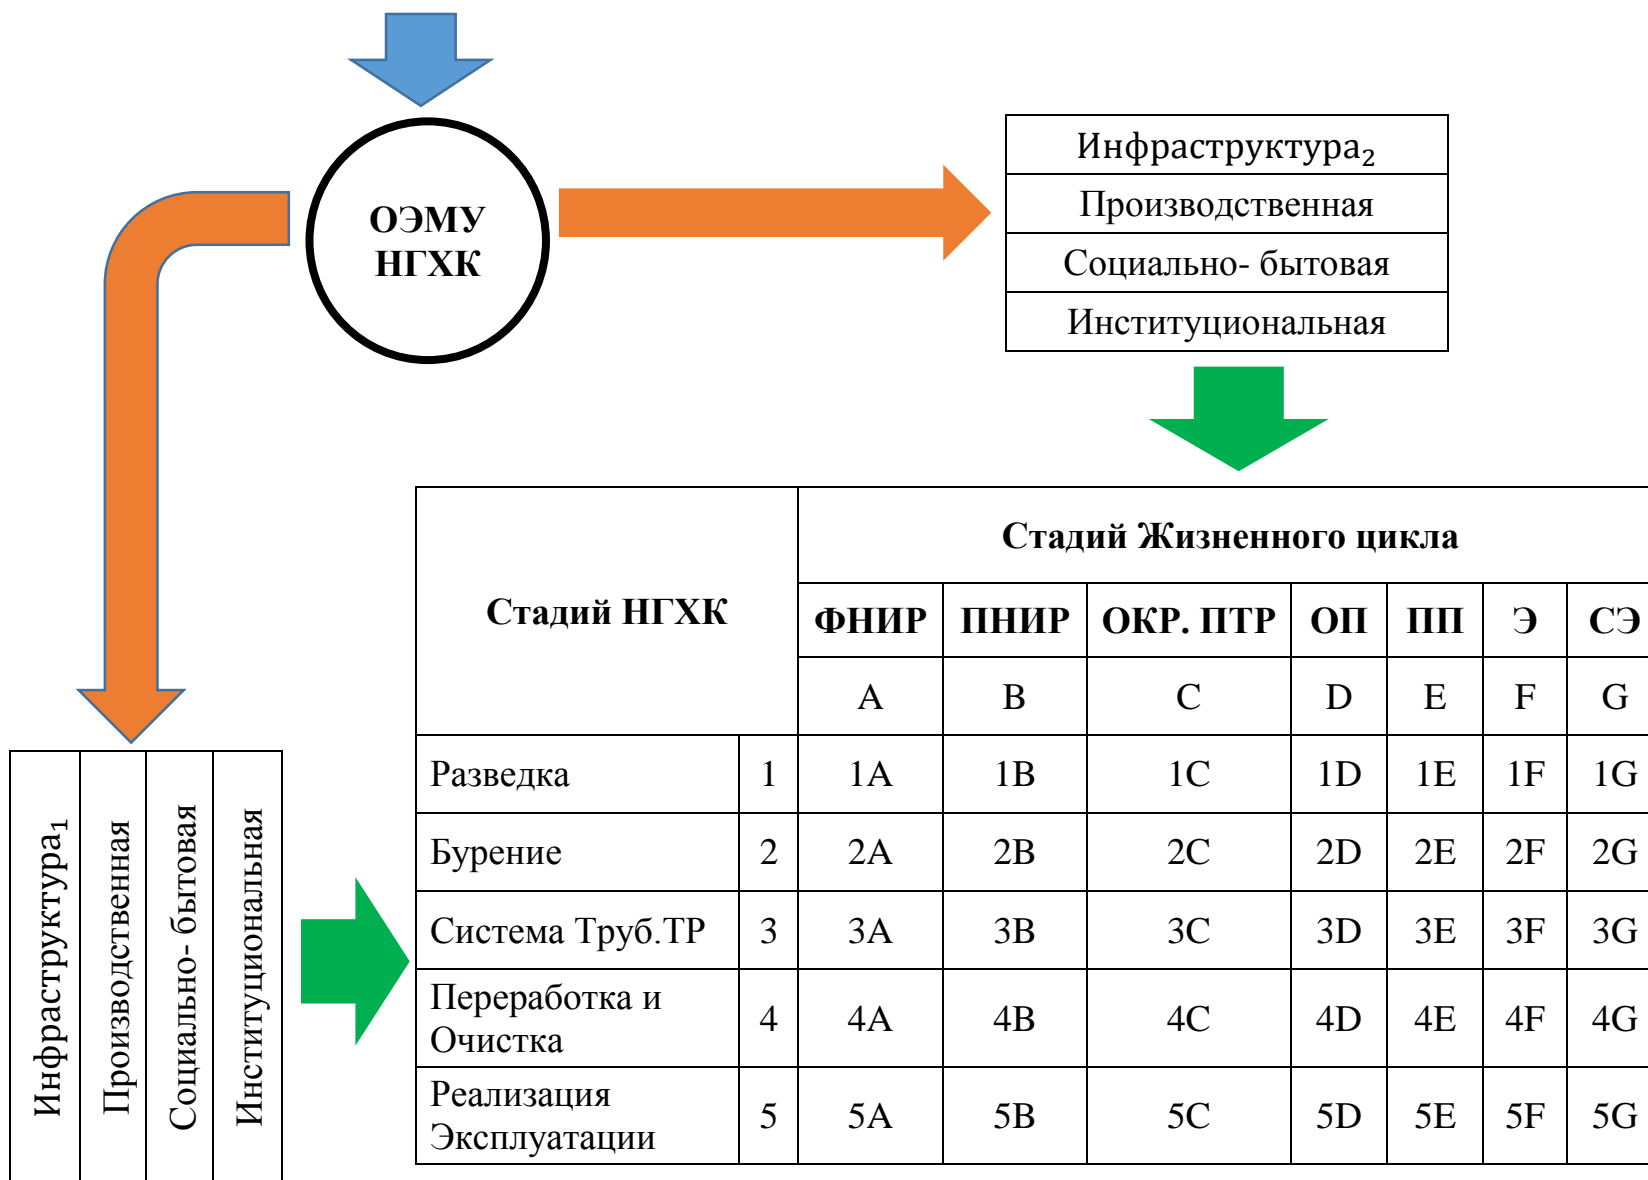 ОЭМУ
НГХК
Инфраструктура₂
Производственная
Социально- бытовая
Институциональная
Инфраструктура₁
Производственная
Социально- бытовая
Институциональная
Стадий НГХК
Стадий Жизненного цикла
ФНИР ПНИР ОКР. ПТР ОП ПП Э СЭ
A B C D E F G
Разведка 1 1A 1B 1C 1D 1E 1F 1G
Бурение 2 2A 2B 2C 2D 2E 2F 2G
Система Труб.ТР 3 3A 3B 3C 3D 3E 3F 3G
Переработка и
Очистка 4 4A 4B 4C 4D 4E 4F 4G
Реализация
Эксплуатации 5 5A 5B 5C 5D 5E 5F 5G